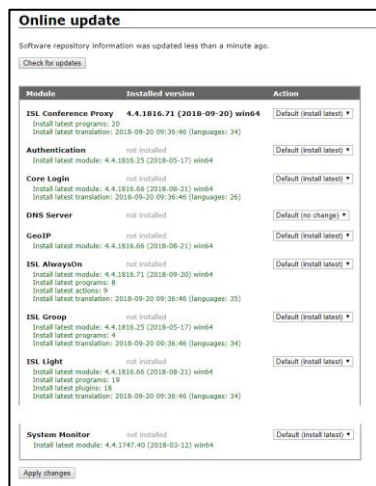 Online update
Software repository information was updated less than a minute ago.
Check for updates
Module Installed version Action
ISL Conference Proxy 4.4.1816.71 (2018-09-20) win64 Default (install latest)
Install latest programs: 20
Install latest translation: 2018-09-20 09:36:46 (languages: 34)
Authentication not installed Default (install latest)
Install latest module: 4.4.1816.25 (2018-05-17) win64
Core Login not installed Default (install latest)
Install latest module: 4.4.1816.66 (2018-08-21) win64
Install latest translation: 2018-09-20 09:36:46 (languages: 26)
DNS Server not installed Default (no change)
GeoIP not installed Default (install latest)
Install latest module: 4.4.1816.66 (2018-08-21) win64
ISL AlwaysOn not installed Default (install latest)
Install latest module: 4.4.1816.71 (2018-09-20) win64
Install latest programs: 8
Install latest actions: 9
Install latest translation: 2018-09-20 09:36:46 (languages: 35)
ISL Groop not installed Default (install latest)
Install latest module: 4.4.1816.25 (2018-05-17) win64
Install latest programs: 4
Install latest translation: 2018-09-20 09:36:46 (languages: 34)
ISL Light not installed Default (install latest)
Install latest module: 4.4.1816.66 (2018-08-21) win64
Install latest programs: 19
Install latest plugins: 18
Install latest translation: 2018-09-20 09:36:46 (languages: 34)
System Monitor not installed Default (install latest)
Install latest module: 4.4.1747.40 (2018-03-12) win64
Apply changes